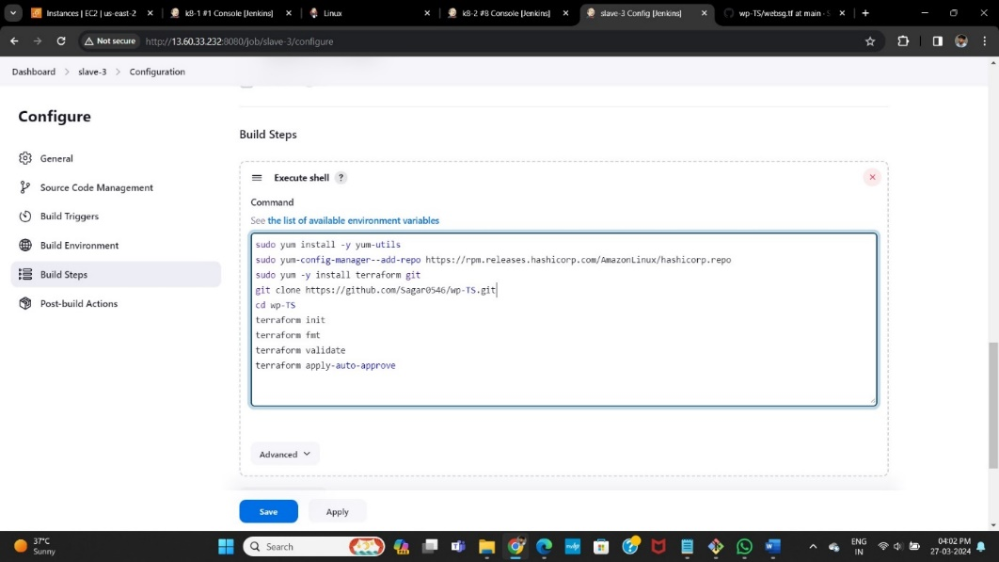 Instances | EC2 | us-east-2
k8-1 #1 Console [Jenkins]
Linux
k8-2 #8 Console [Jenkins]
slave-3 Config [Jenkins]
wp-TS/websg.tf at main · S
Not secure
http://13.60.33.232:8080/job/slave-3/configure
Dashboard > slave-3 > Configuration
Configure
General
Source Code Management
Build Triggers
Build Environment
Build Steps
Post-build Actions
Build Steps
Execute shell ?
Command
See the list of available environment variables
sudo yum install -y yum-utils
sudo yum-config-manager--add-repo https://rpm.releases.hashicorp.com/AmazonLinux/hashicorp.repo
sudo yum -y install terraform git
git clone https://github.com/Sagar0546/wp-TS.git
cd wp-TS
terraform init
terraform fmt
terraform validate
terraform apply-auto-approve
Advanced
Save
Apply
37°C
Sunny
Search
ENG
IN
04:02 PM
27-03-2024